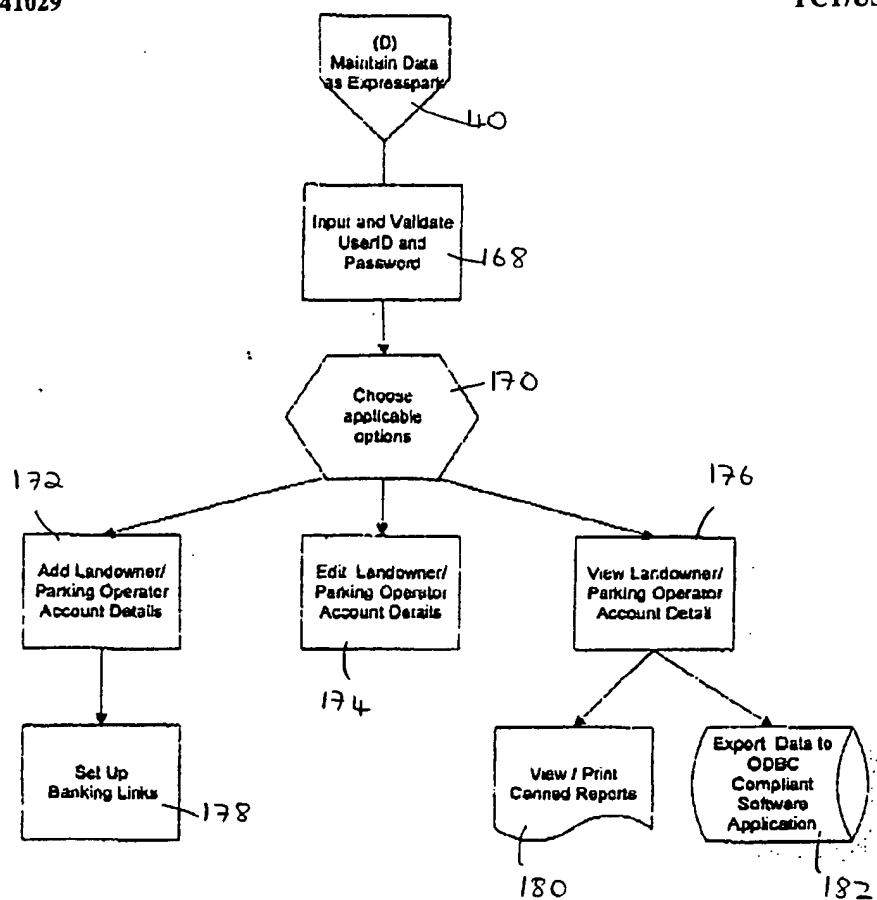 41029
(D)
Maintain Data
as Expresspark
40
Input and Validate
UserID and
Password
168
Choose
applicable
options
170
172
176
Add Landowner/
Parking Operator
Account Details
Edit Landowner/
Parking Operator
Account Details
View Landowner/
Parking Operator
Account Detail
174
Set Up
Banking Links
178
View / Print
Canned Reports
Export Data to
ODBC
Compliant
Software
Application
180
182